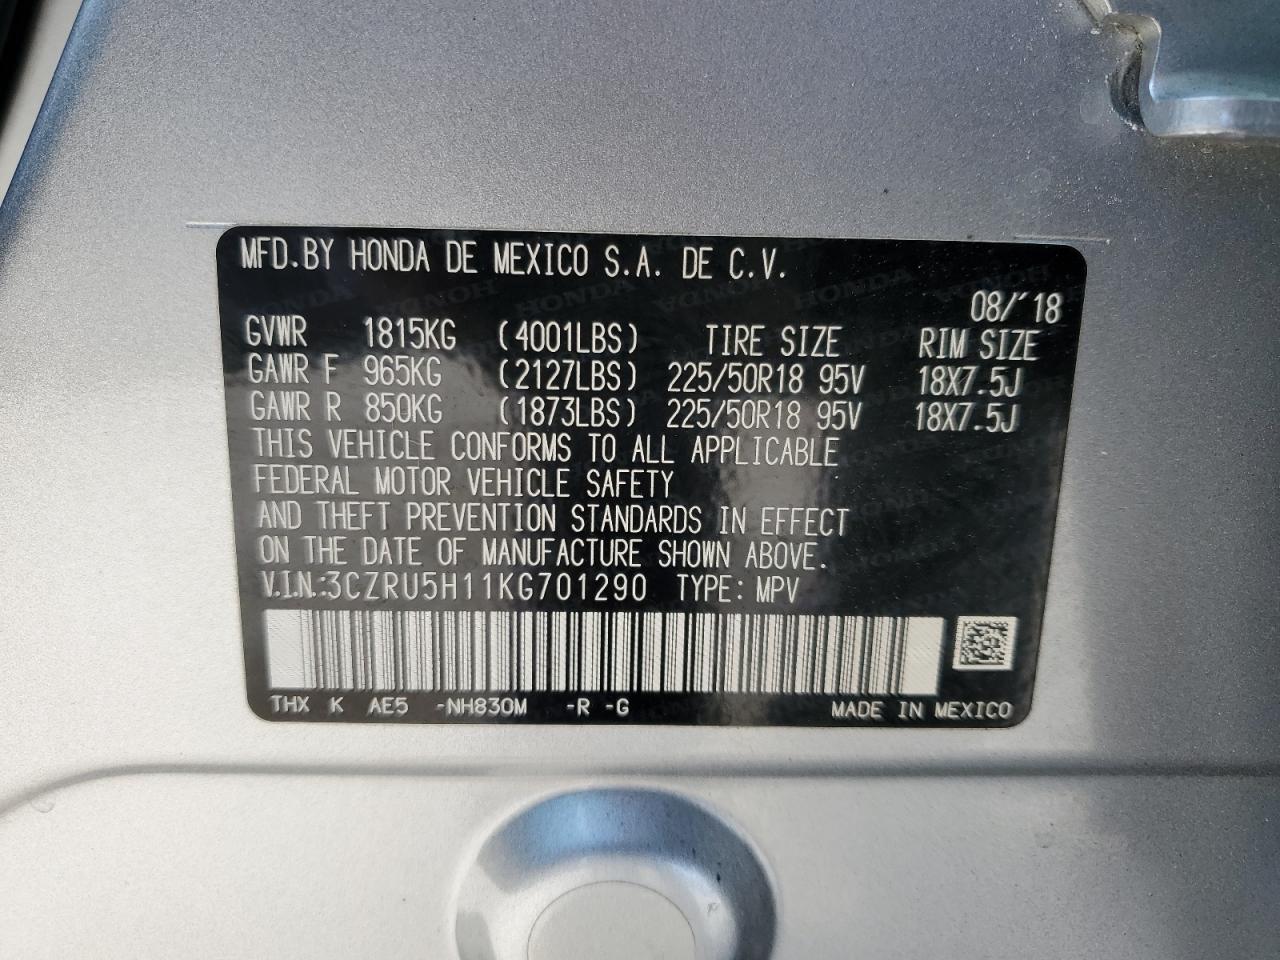 MFD.BY HONDA DE MEXICO S.A. DE C.V.
08/'18
GVWR 1815KG (4001LBS) TIRE SIZE RIM SIZE
GAWR F 965KG (2127LBS) 225/50R18 95V 18X7.5J
GAWR R 850KG (1873LBS) 225/50R18 95V 18X7.5J
THIS VEHICLE CONFORMS TO ALL APPLICABLE
FEDERAL MOTOR VEHICLE SAFETY
AND THEFT PREVENTION STANDARDS IN EFFECT
ON THE DATE OF MANUFACTURE SHOWN ABOVE.
V.I.N.:3CZRU5H11KG701290 TYPE: MPV
THX K AE5 -NH830M -R -G MADE IN MEXICO